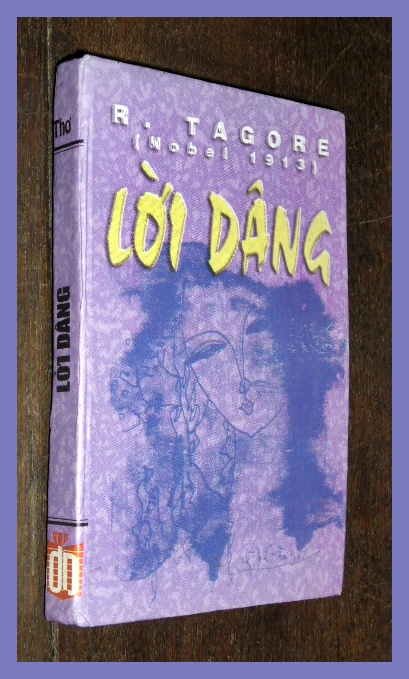 R. TAGORE
[Nobel 1913]
LỜI DÂNG
Thơ
LỜI DÂNG